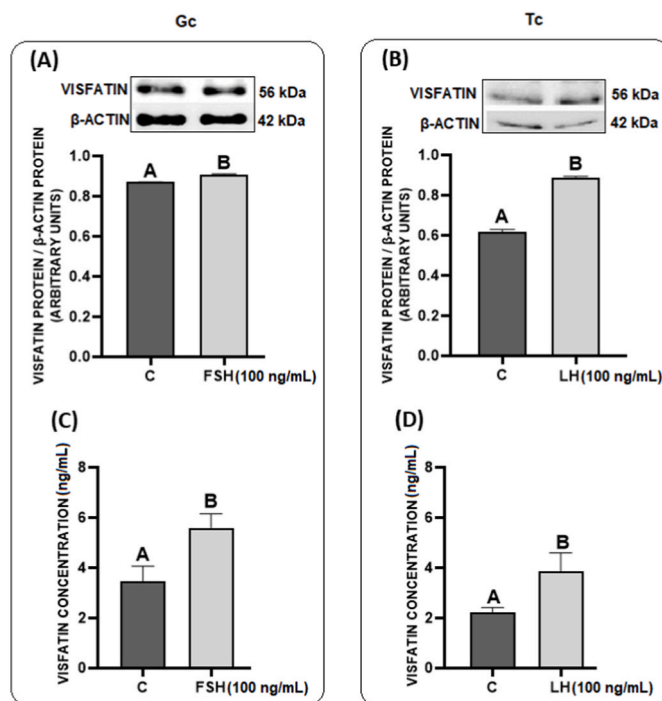 Gc
Tc
(A)
VISFATIN 56 kDa
β-ACTIN 42 kDa
VISFATIN PROTEIN / β-ACTIN PROTEIN
(ARBITRARY UNITS)
1.0
0.8
0.6
0.4
0.2
0.0
A
B
C FSH(100 ng/mL)
(B)
VISFATIN 56 kDa
β-ACTIN 42 kDa
VISFATIN PROTEIN / β-ACTIN PROTEIN
(ARBITRARY UNITS)
1.0
0.8
0.6
0.4
0.2
0.0
A
B
C LH(100 ng/mL)
(C)
VISFATIN CONCENTRATION (ng/mL)
8
6
4
2
0
A
B
C FSH(100 ng/mL)
(D)
VISFATIN CONCENTRATION (ng/mL)
8
6
4
2
0
A
B
C LH(100 ng/mL)